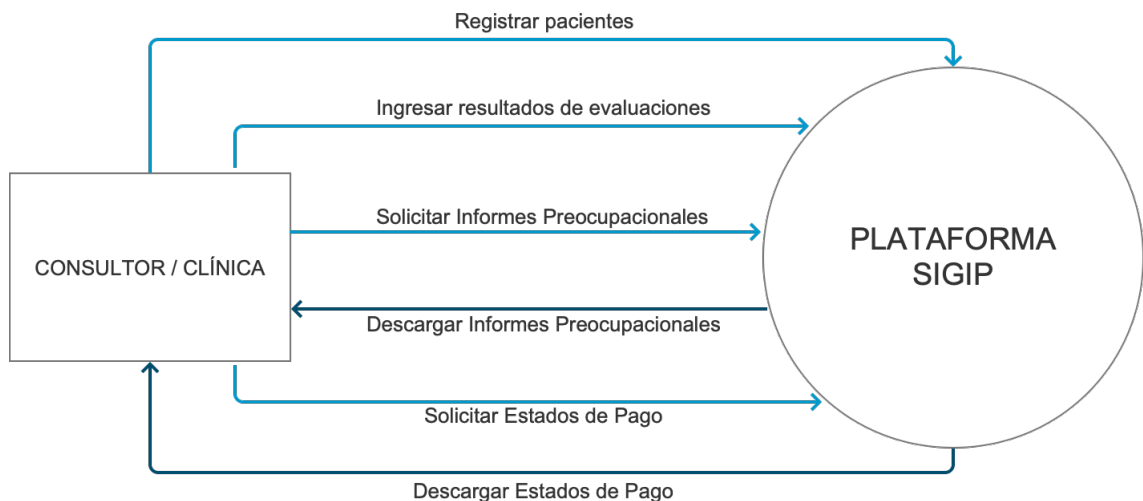 Registrar pacientes
Ingresar resultados de evaluaciones
Solicitar Informes Preocupacionales
CONSULTOR / CLÍNICA
PLATAFORMA
SIGIP
Descargar Informes Preocupacionales
Solicitar Estados de Pago
Descargar Estados de Pago